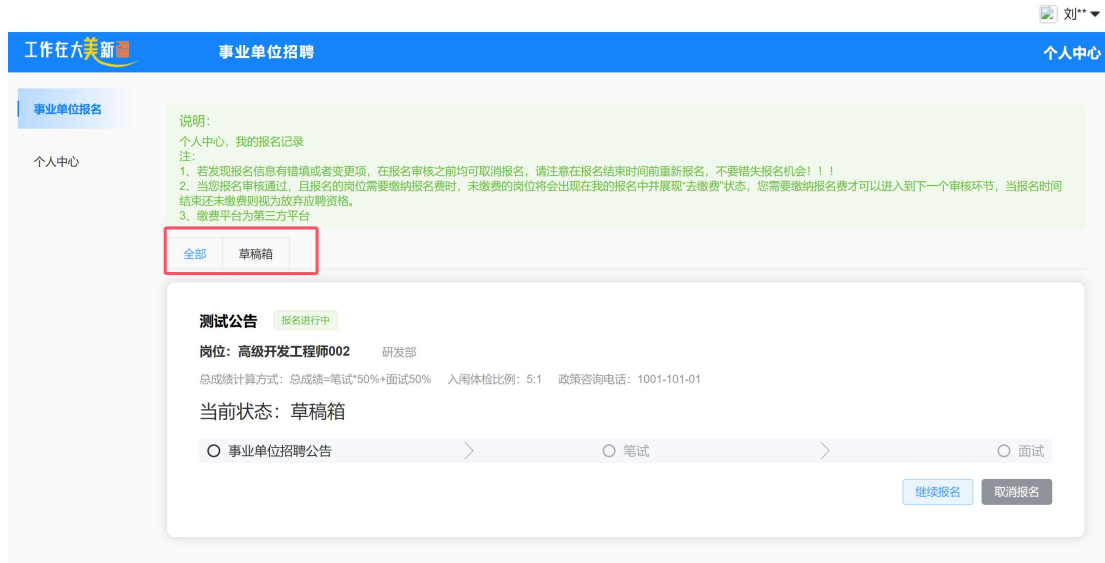 刘**
工作在大美新疆
事业单位招聘
个人中心
事业单位报名
个人中心
说明：
个人中心，我的报名记录
注：
1、若发现报名信息有错填或者变更项，在报名审核之前均可取消报名，请注意在报名结束时间前重新报名，不要错失报名机会！！！
2、当您报名审核通过，且报名的岗位需要缴纳报名费时，未缴费的岗位将会出现在我的报名中并展现“去缴费”状态，您需要缴纳报名费才可以进入到下一个审核环节，当报名时间
结束还未缴费则视为放弃应聘资格。
3、缴费平台为第三方平台
全部
草稿箱
测试公告 报名进行中
岗位：高级开发工程师002 研发部
总成绩计算方式：总成绩=笔试*50%+面试50% 入闱体检比例：5:1 政策咨询电话：1001-101-01
当前状态：草稿箱
事业单位招聘公告 笔试 面试
继续报名 取消报名